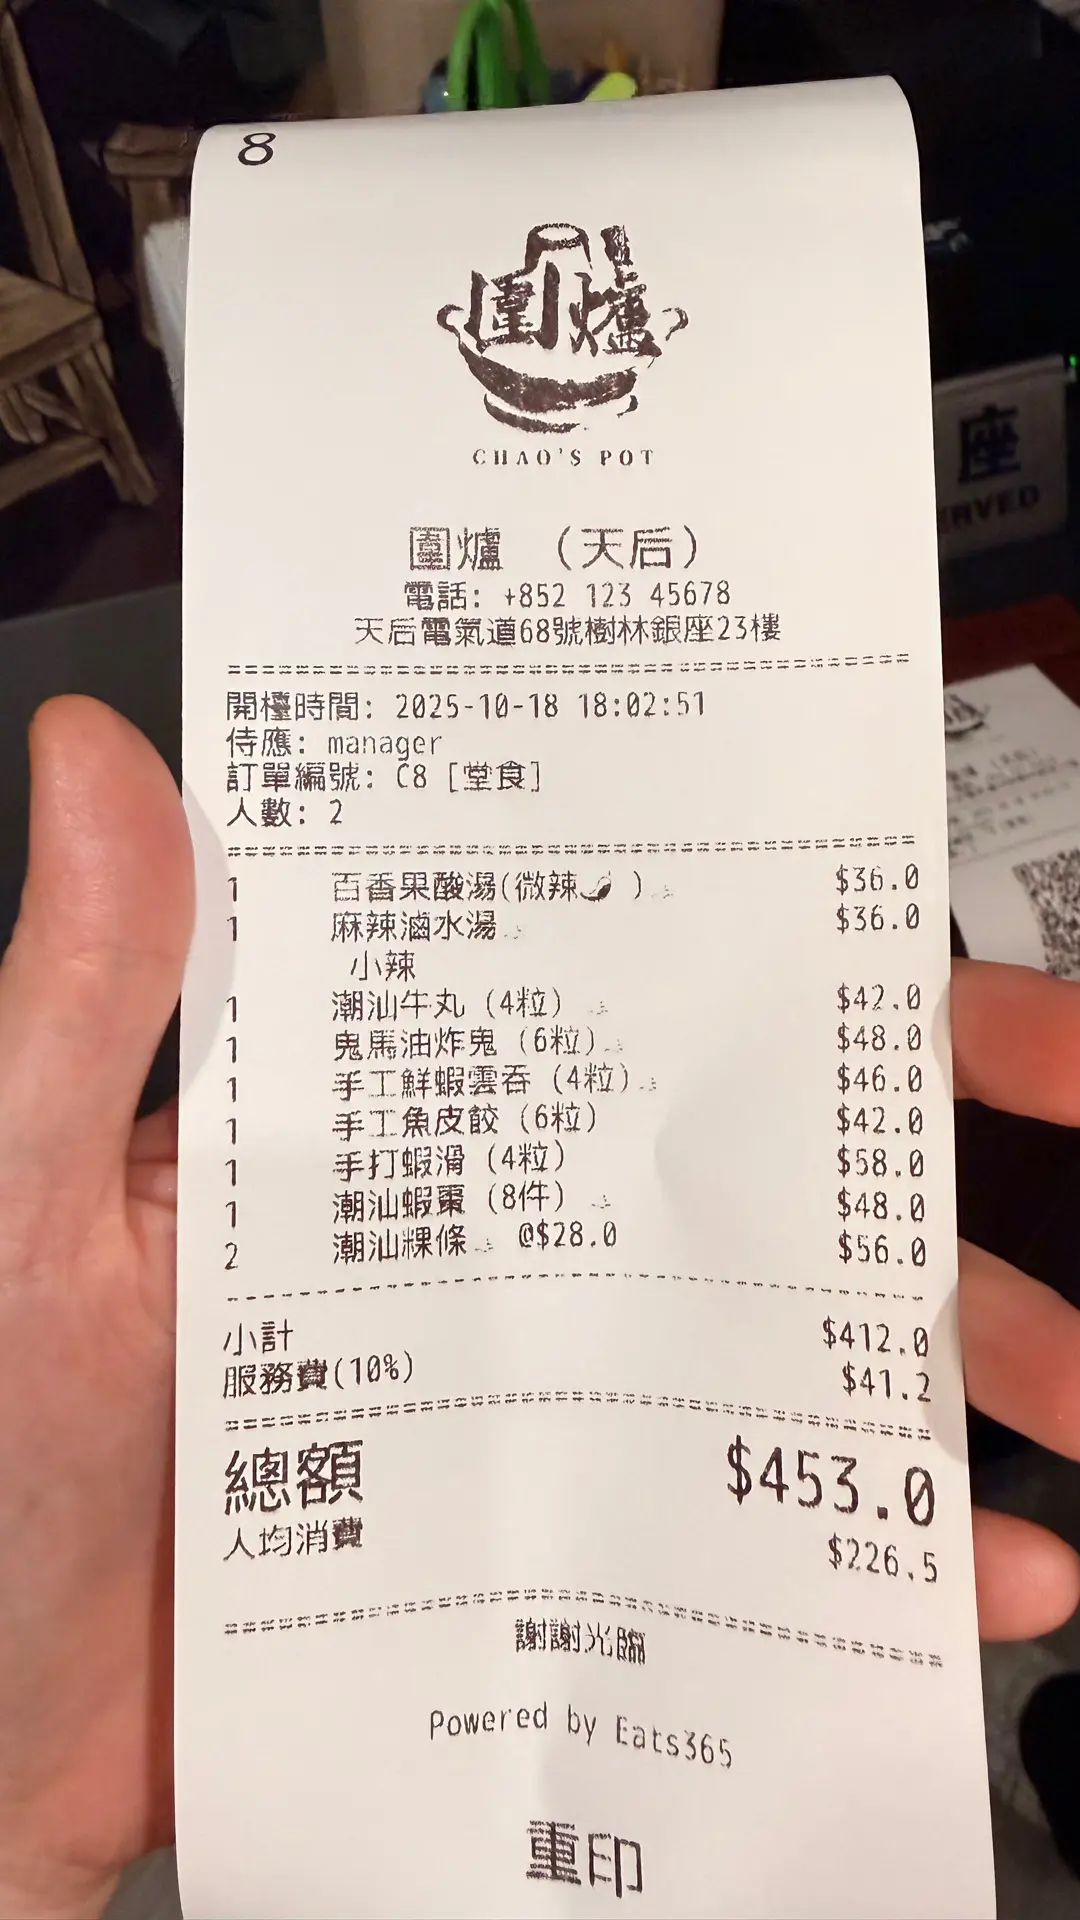 8
圍爐
CHAO'S POT
圍爐 （天后）
電話: +852 123 45678
天后電氣道68號樹林銀座23樓
開檯時間: 2025-10-18 18:02:51
侍應: manager
訂單編號: C8 [堂食]
人數: 2
1 百香果酸湯(微辣🌶 ) $36.0
1 麻辣滷水湯 $36.0
小辣
1 潮汕牛丸 (4粒) $42.0
1 鬼馬油炸鬼 (6粒) $48.0
1 手工鮮蝦雲吞 (4粒) $46.0
1 手工魚皮餃 (6粒) $42.0
1 手打蝦滑 (4粒) $58.0
1 潮汕蝦棗 (8件) $48.0
2 潮汕粿條 @$28.0 $56.0
小計 $412.0
服務費(10%) $41.2
總額 $453.0
人均消費 $226.5
謝謝光臨
Powered by Eats365
重印
座
RVED